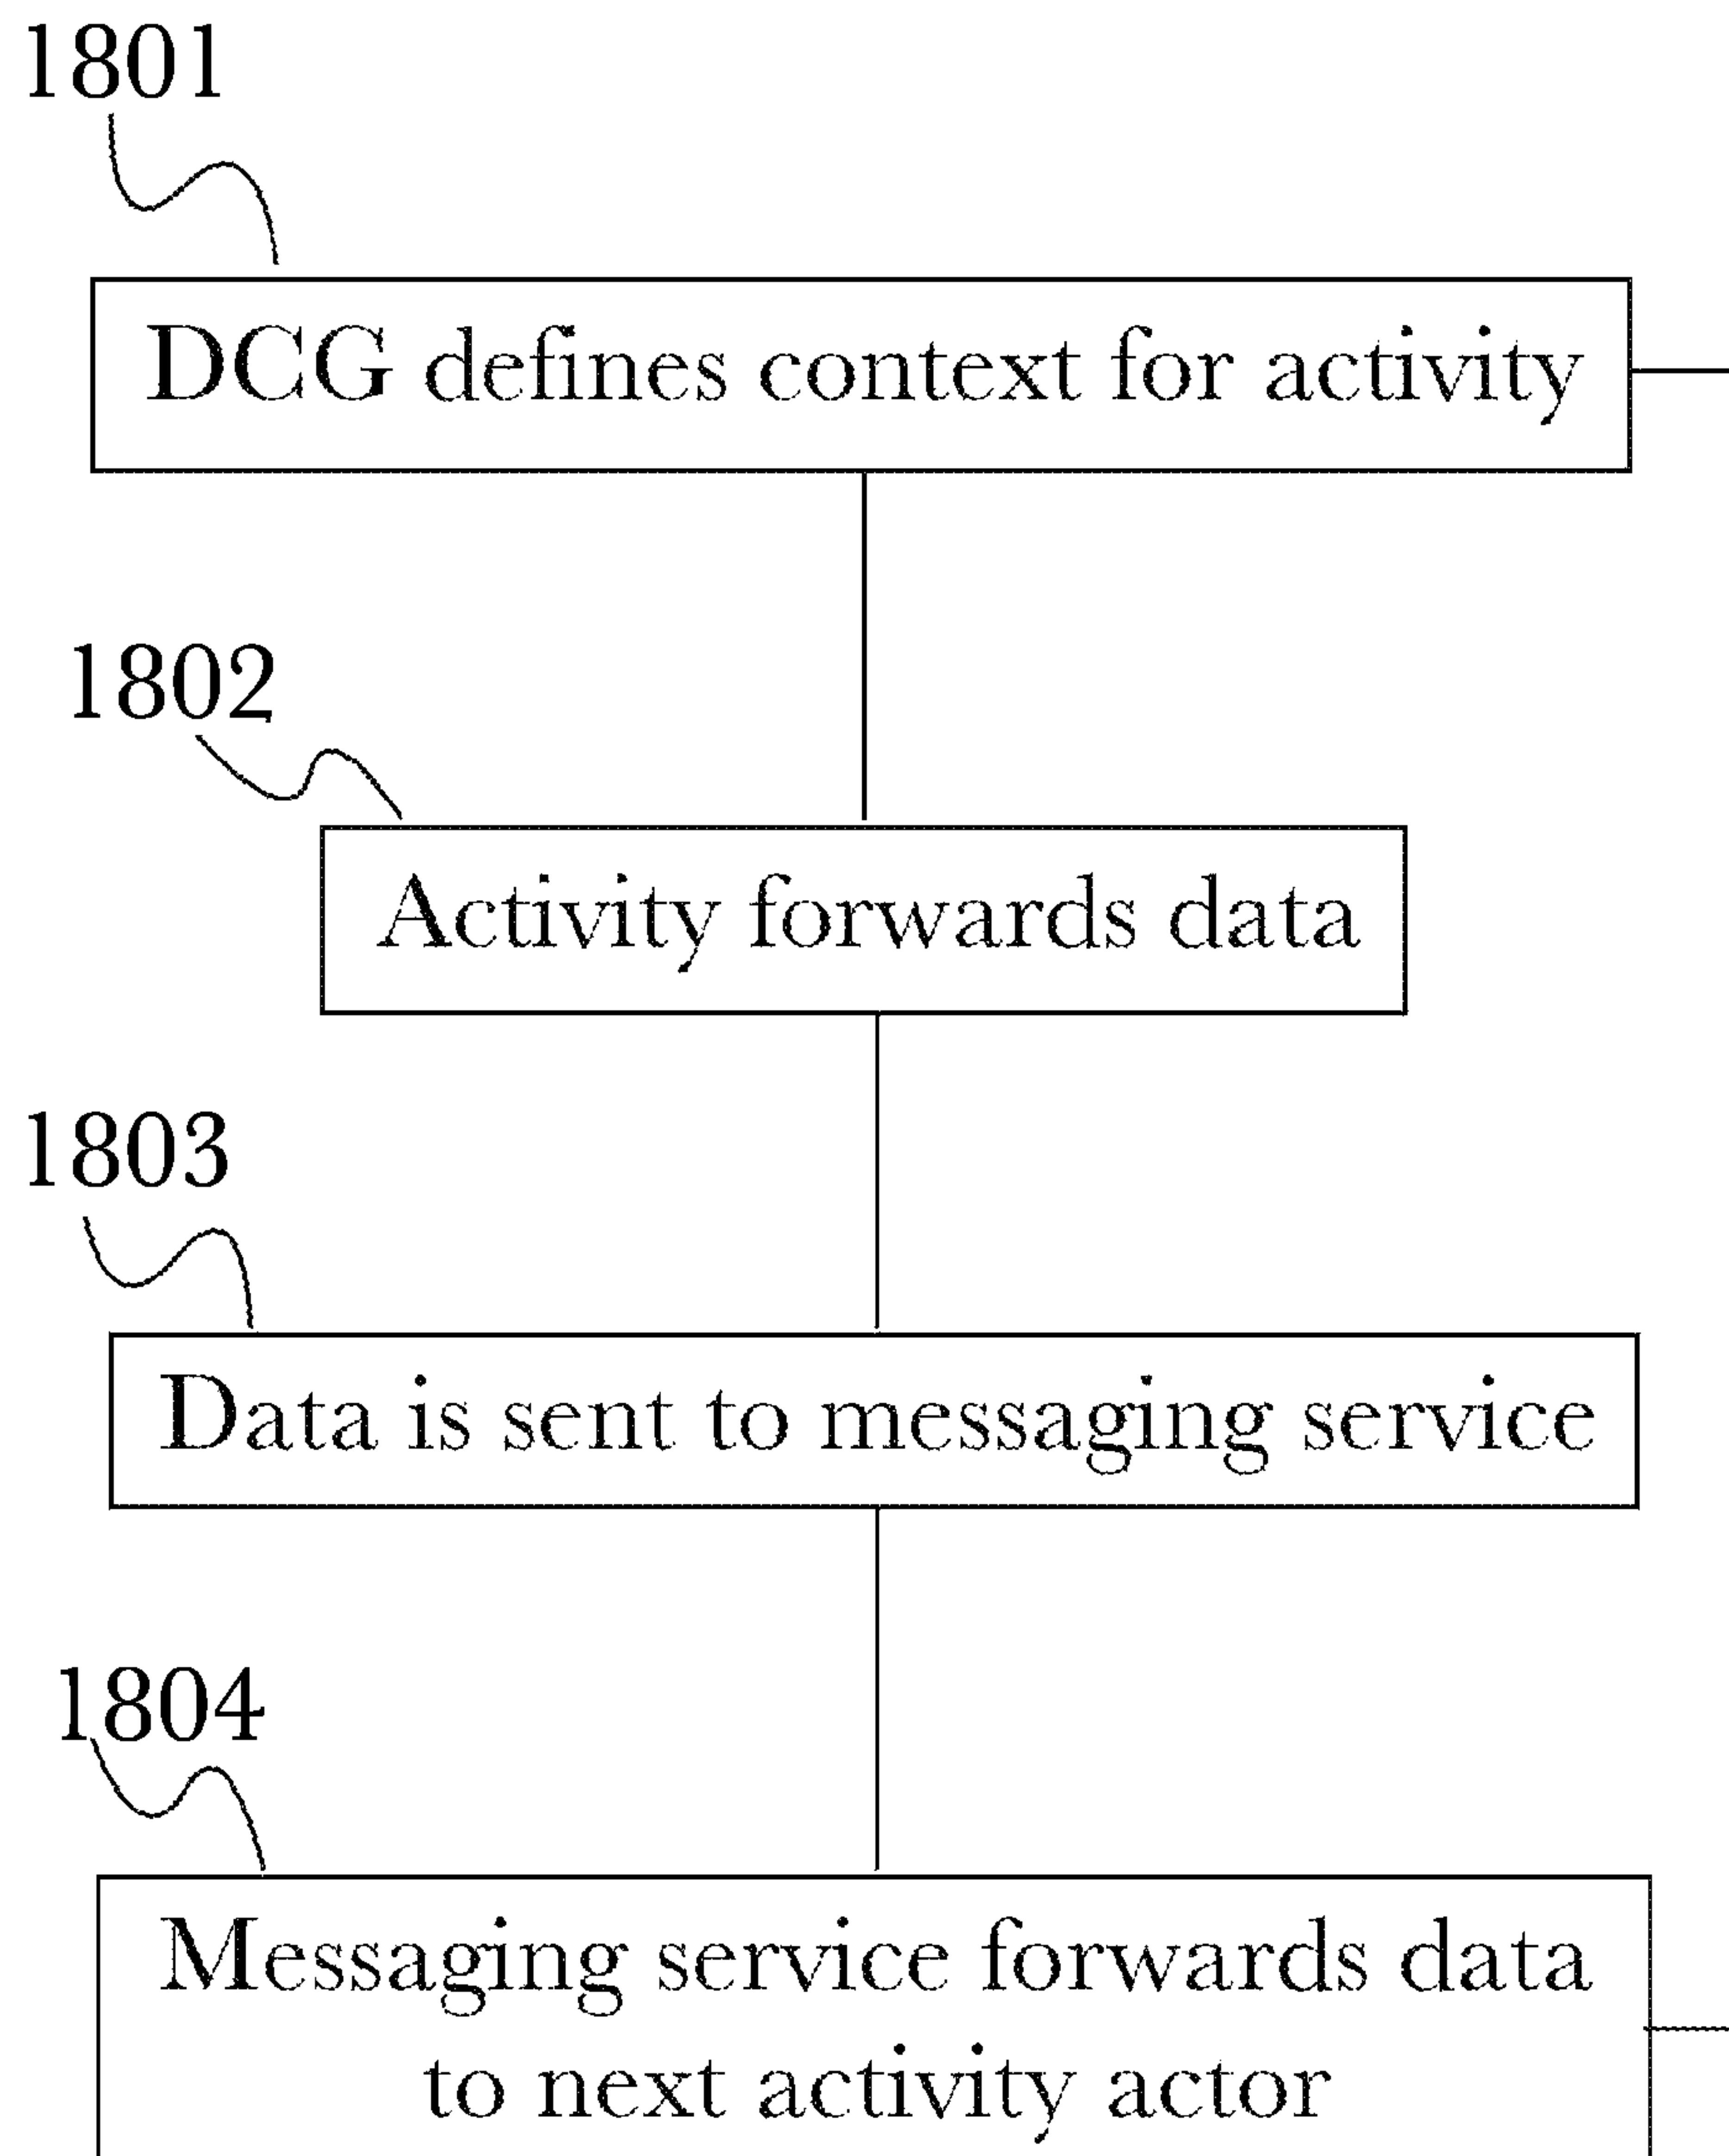 1801
DCG defines context for activity
1802
Activity forwards data
1803
Data is sent to messaging service
1804
Messaging service forwards data
to next activity actor